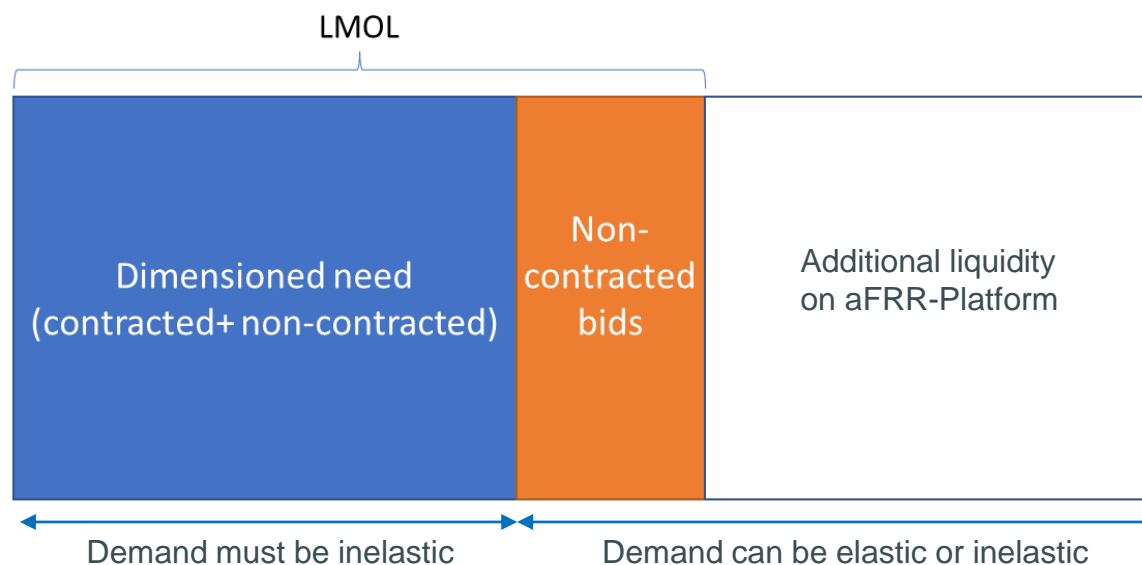 LMOL
Dimensioned need
(contracted+ non-contracted)
Non-
contracted
bids
Additional liquidity
on aFRR-Platform
Demand must be inelastic
Demand can be elastic or inelastic